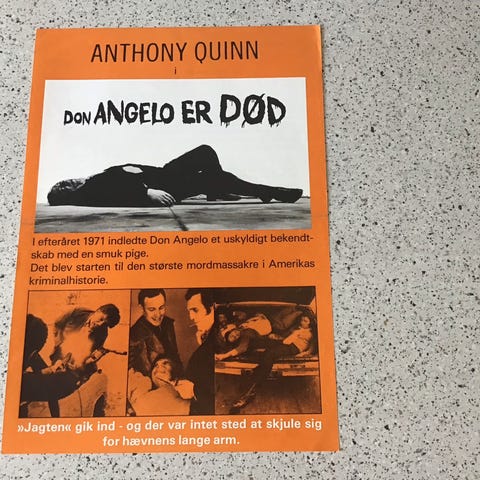 ANTHONY QUINN
i
DON ANGELO ER DØD
I efteråret 1971 indledte Don Angelo et uskyldigt bekendt-
skab med en smuk pige.
Det blev starten til den største mordmassakre i Amerikas
kriminalhistorie.
»Jagten« gik ind - og der var intet sted at skjule sig
for hævnens lange arm.